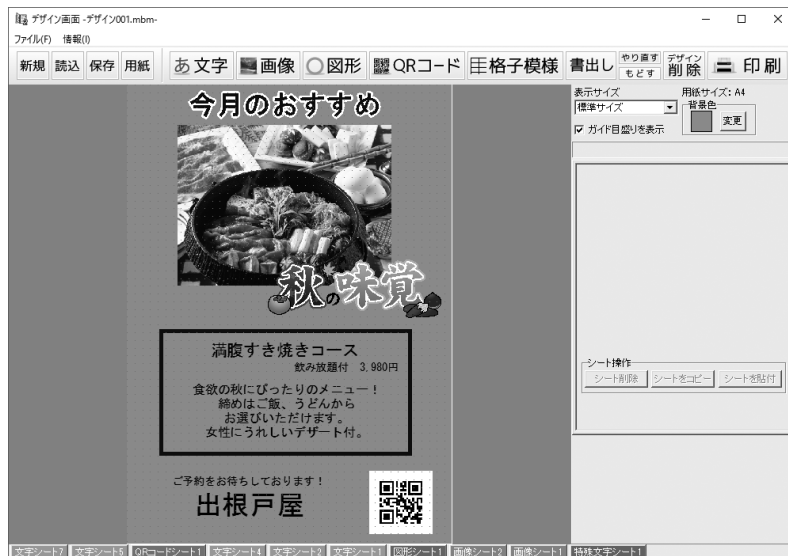 デザイン画面 -デザイン001.mbm-
ファイル(F) 情報(I)
新規 読込 保存 用紙 あ 文字 画像 図形 QRコード 格子模様 書出し やり直す もどす デザイン削除 印刷
表示サイズ 用紙サイズ: A4
標準サイズ 背景色
変更
ガイド目盛りを表示
今月のおすすめ
秋の味覚
満腹すき焼きコース
飲み放題付 3,980円
食欲の秋にぴったりのメニュー!
締めはご飯、うどんから
お選びいただけます。
女性にうれしいデザート付。
ご予約をお待ちしております!
出根戸屋
シート操作
シート削除 シートをコピー シートを貼付
文字シート7 文字シート5 QRコードシート1 文字シート4 文字シート2 文字シート1 図形シート1 画像シート2 画像シート1 特殊文字シート1